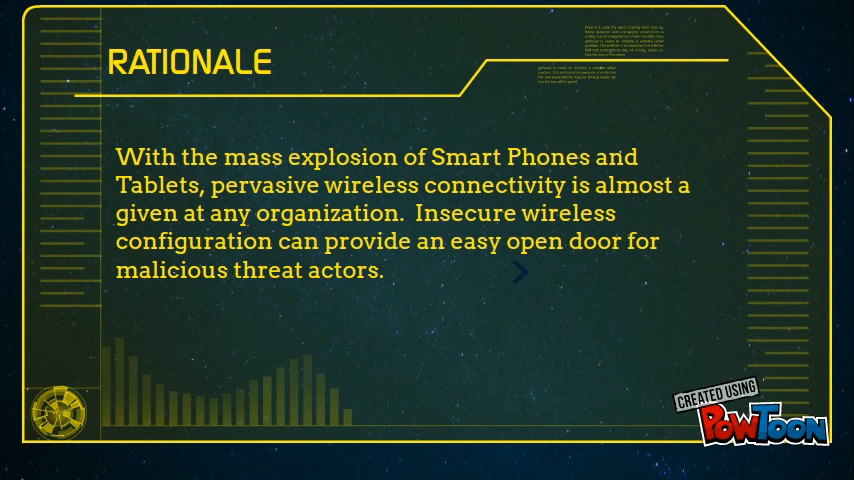 RATIONALE
With the mass explosion of Smart Phones and
Tablets, pervasive wireless connectivity is almost a
given at any organization.  Insecure wireless
configuration can provide an easy open door for
malicious threat actors.
CREATED USING
POWTOON